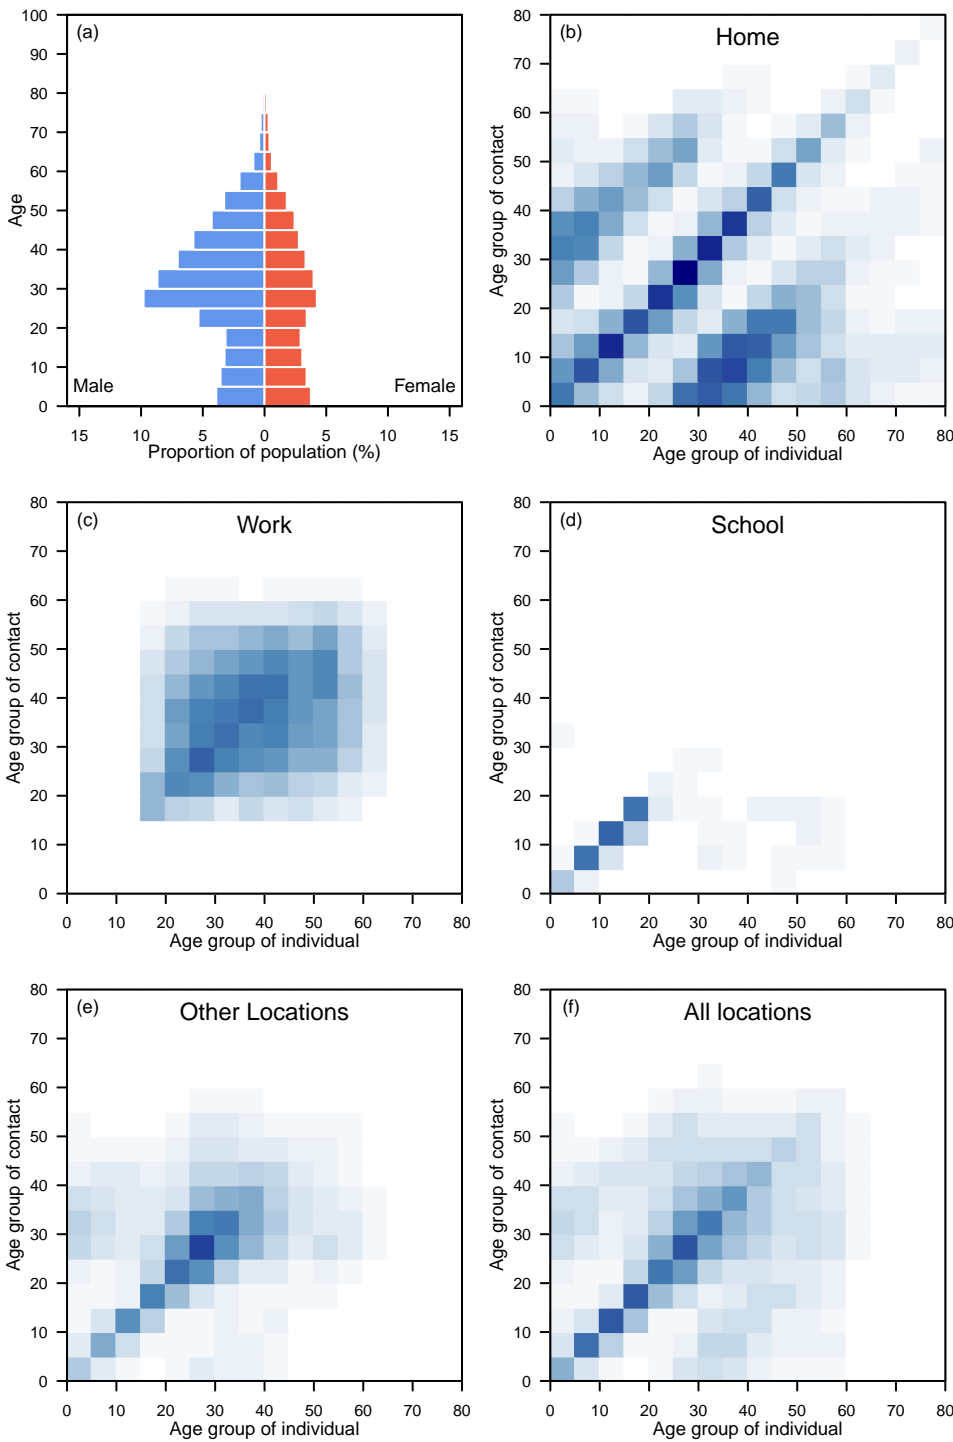 (a)
100
90
80
70
60
50
40
30
20
10
0
Age
Male
Female
15 10 5 0 5 10 15
Proportion of population (%)
(b)
Home
80
70
60
50
40
30
20
10
0
Age group of contact
0 10 20 30 40 50 60 70 80
Age group of individual
(c)
Work
80
70
60
50
40
30
20
10
0
Age group of contact
0 10 20 30 40 50 60 70 80
Age group of individual
(d)
School
80
70
60
50
40
30
20
10
0
Age group of contact
0 10 20 30 40 50 60 70 80
Age group of individual
(e)
Other Locations
80
70
60
50
40
30
20
10
0
Age group of contact
0 10 20 30 40 50 60 70 80
Age group of individual
(f)
All locations
80
70
60
50
40
30
20
10
0
Age group of contact
0 10 20 30 40 50 60 70 80
Age group of individual